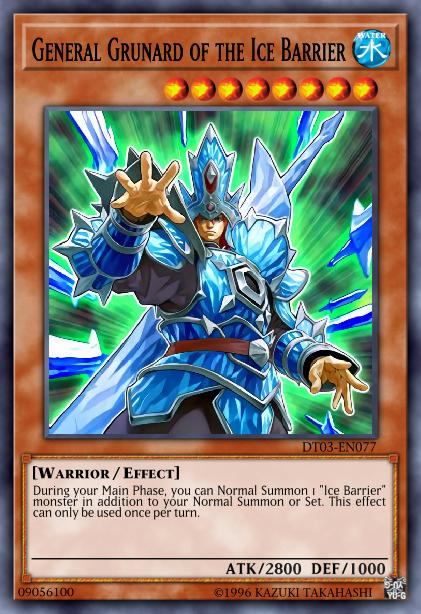 General Grunard of the Ice Barrier
WATER
水
DT03-EN077
[Warrior / Effect]
During your Main Phase, you can Normal Summon 1 "Ice Barrier"
monster in addition to your Normal Summon or Set. This effect
can only be used once per turn.
ATK/2800 DEF/1000
09056100
©1996 KAZUKI TAKAHASHI